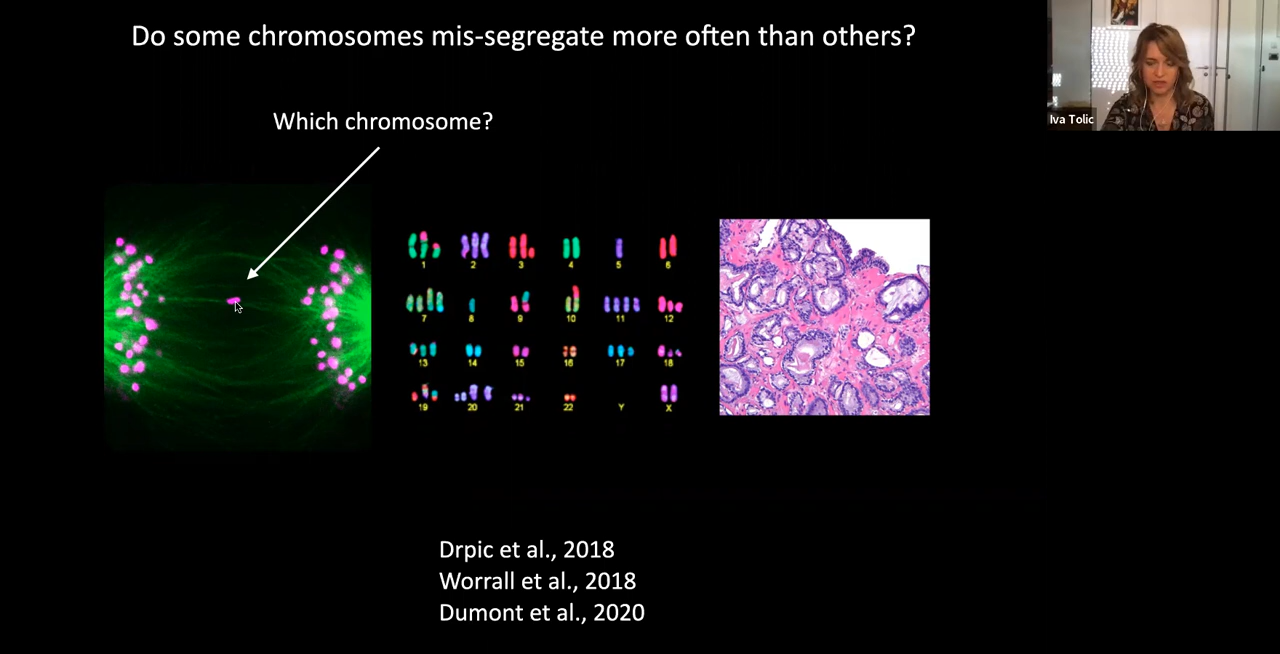 Do some chromosomes mis-segregate more often than others?
Iva Tolic
Which chromosome?
1 2 3 4 5 6
7 8 9 10 11 12
13 14 15 16 17 18
19 20 21 22 Y X
Drpic et al., 2018
Worrall et al., 2018
Dumont et al., 2020